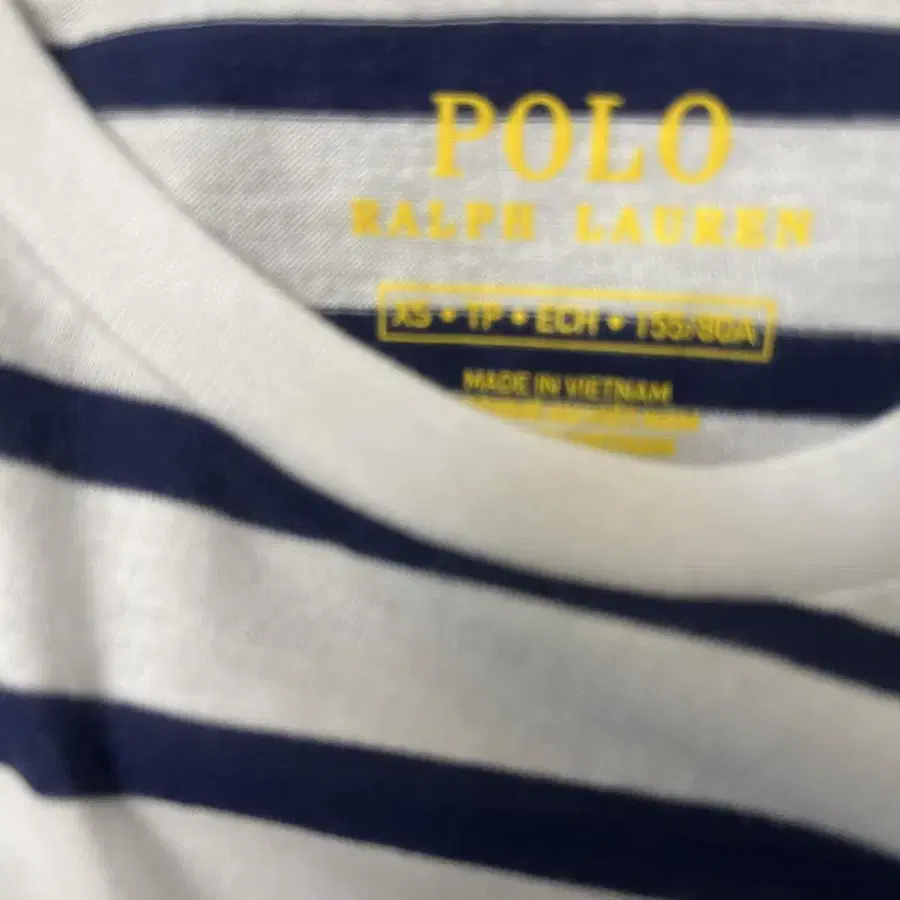 POLO
RALPH LAUREN
XS • TP • ECH • 155/80A
MADE IN VIETNAM